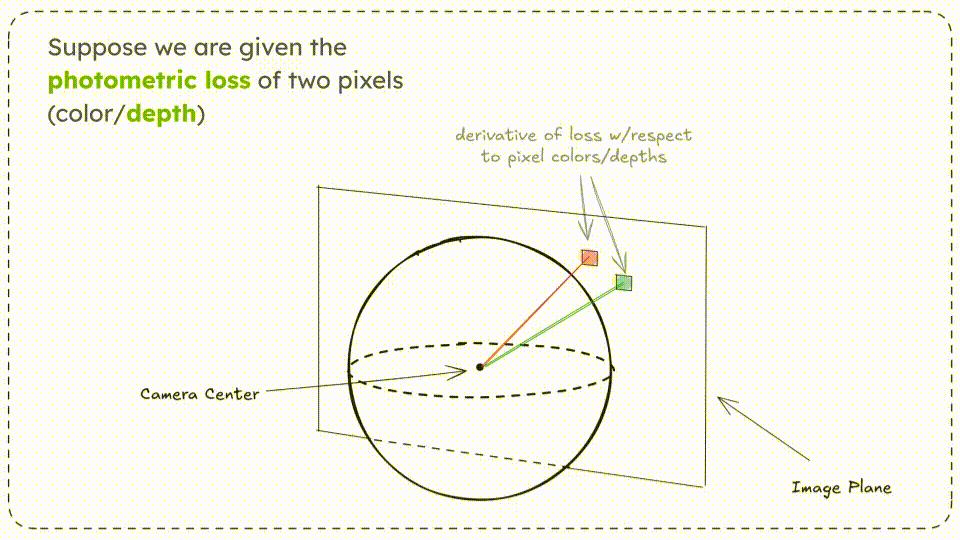 Suppose we are given the
photometric loss of two pixels
(color/depth)
derivative of loss w/respect
to pixel colors/depths
Camera Center
Image Plane